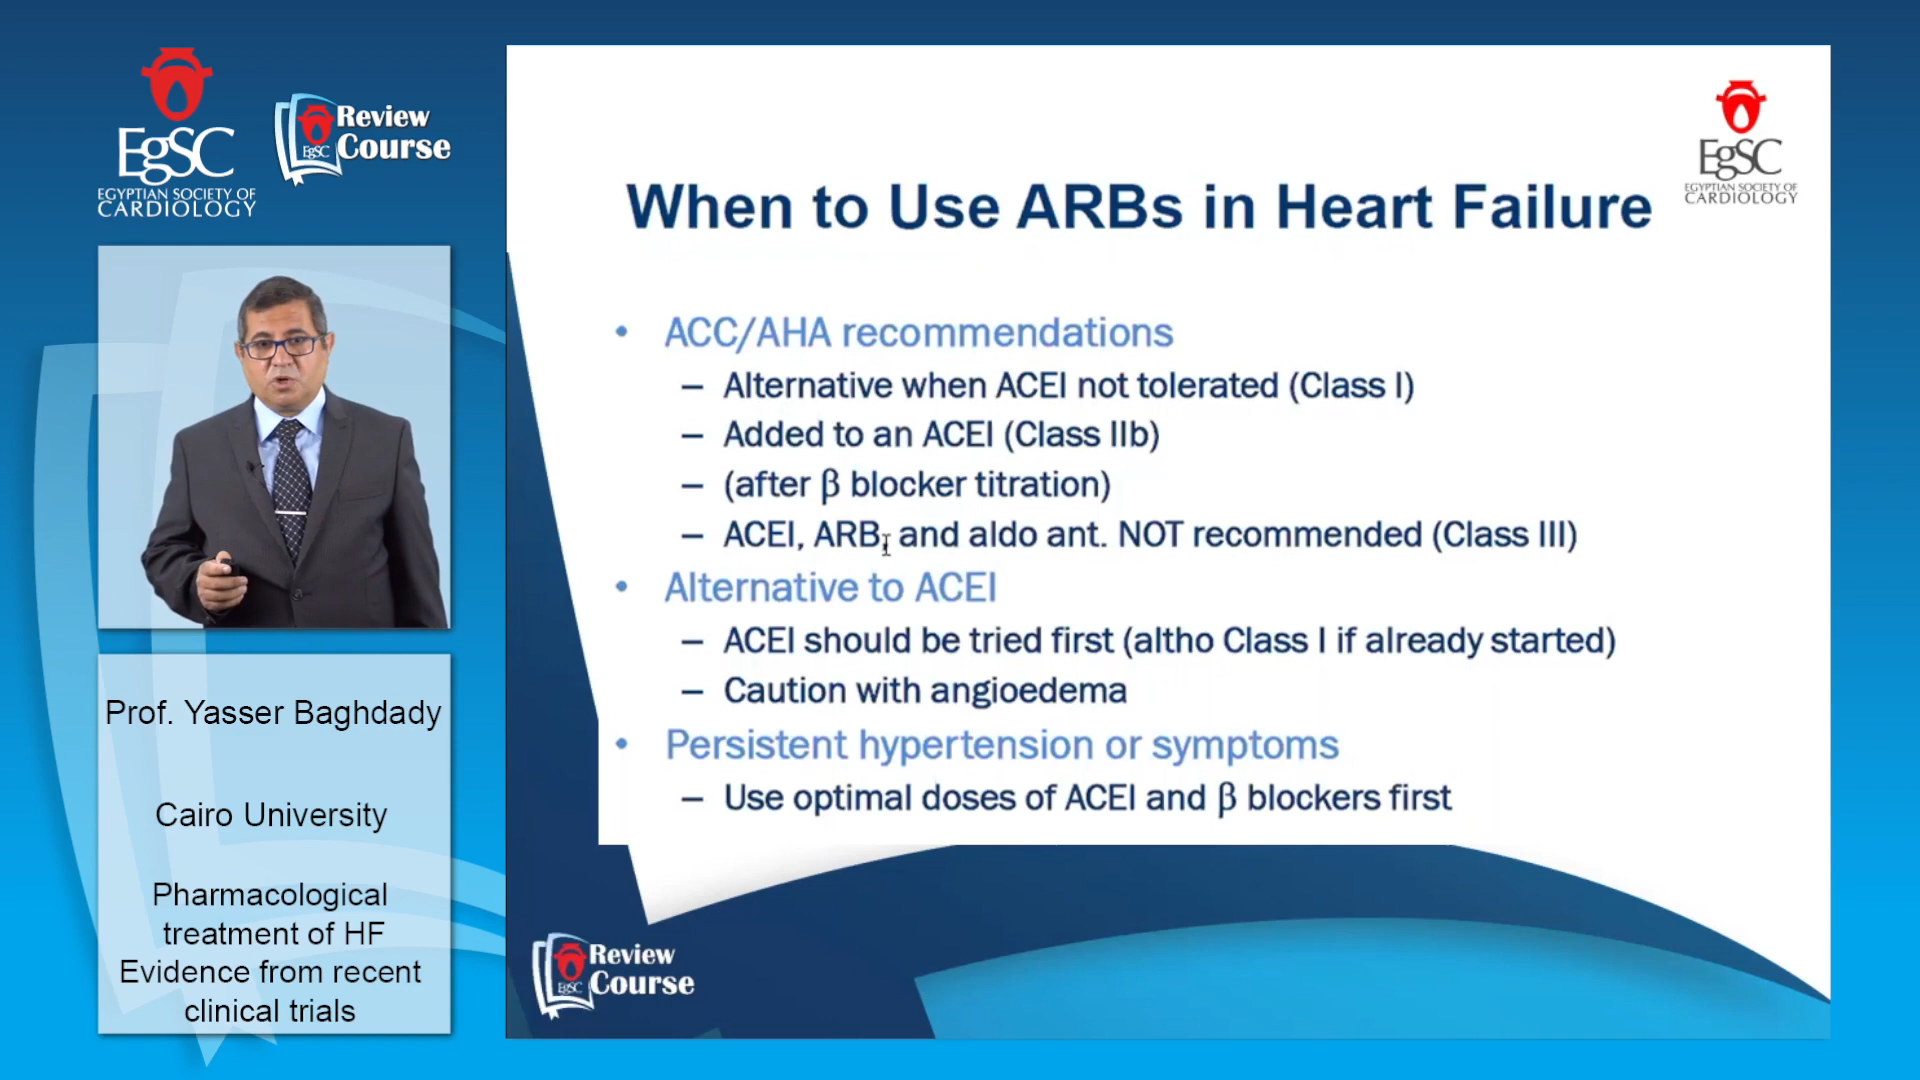 EgSC
EGYPTIAN SOCIETY OF
CARDIOLOGY
Review
Course
EgSC
EgSC
EGYPTIAN SOCIETY OF
CARDIOLOGY
When to Use ARBs in Heart Failure
• ACC/AHA recommendations
– Alternative when ACEI not tolerated (Class I)
– Added to an ACEI (Class IIb)
– (after β blocker titration)
– ACEI, ARB, and aldo ant. NOT recommended (Class III)
• Alternative to ACEI
– ACEI should be tried first (altho Class I if already started)
– Caution with angioedema
• Persistent hypertension or symptoms
– Use optimal doses of ACEI and β blockers first
Prof. Yasser Baghdady
Cairo University
Pharmacological
treatment of HF
Evidence from recent
clinical trials
Review
Course
EgSC